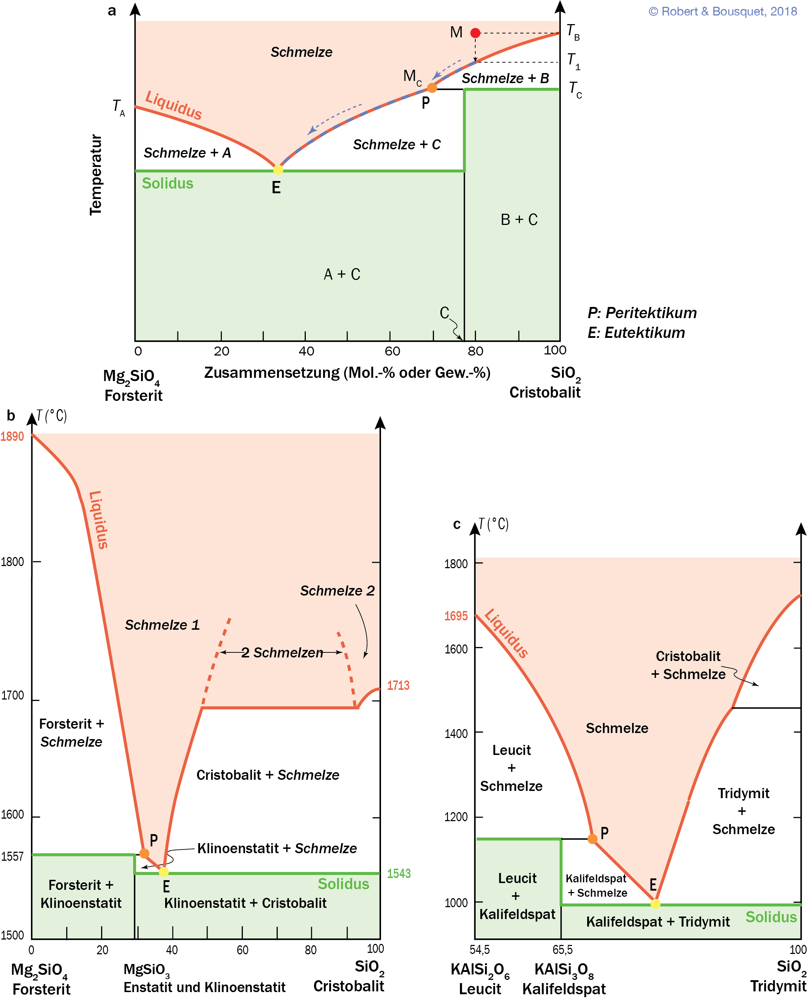 a
© Robert & Bousquet, 2018
M
TB
Schmelze
T1
MC
Schmelze + B
TC
P
Liquidus
TA
Schmelze + C
Schmelze + A
Temperatur
Solidus
E
B + C
A + C
C
P: Peritektikum
E: Eutektikum
0 20 40 60 80 100
Zusammensetzung (Mol.-% oder Gew.-%)
Mg2SiO4
Forsterit
SiO2
Cristobalit
b
T (°C)
1890
Liquidus
1800
Schmelze 2
Schmelze 1
2 Schmelzen
1713
1700
Forsterit +
Schmelze
Cristobalit + Schmelze
1600
P
Klinoenstatit + Schmelze
1557
1543
Solidus
E
Forsterit +
Klinoenstatit
Klinoenstatit + Cristobalit
1500
0 20 40 60 80 100
Mg2SiO4
Forsterit
MgSiO3
Enstatit und Klinoenstatit
SiO2
Cristobalit
c
T (°C)
1800
1695
Liquidus
1600
Cristobalit
+ Schmelze
Schmelze
1400
Leucit
+
Schmelze
Tridymit
+
Schmelze
1200
P
Leucit
+
Kalifeldspat
Kalifeldspat
+ Schmelze
E
1000
Solidus
Kalifeldspat + Tridymit
54,5 65,5 100
KAlSi2O6
Leucit
KAlSi3O8
Kalifeldspat
SiO2
Tridymit